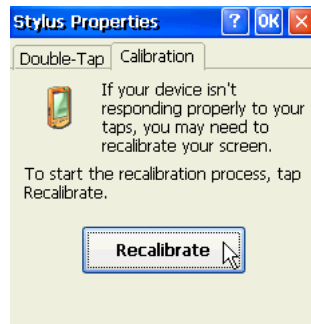 Stylus Properties ? OK ×
Double-Tap Calibration
If your device isn't
responding properly to your
taps, you may need to
recalibrate your screen.
To start the recalibration process, tap
Recalibrate.
Recalibrate